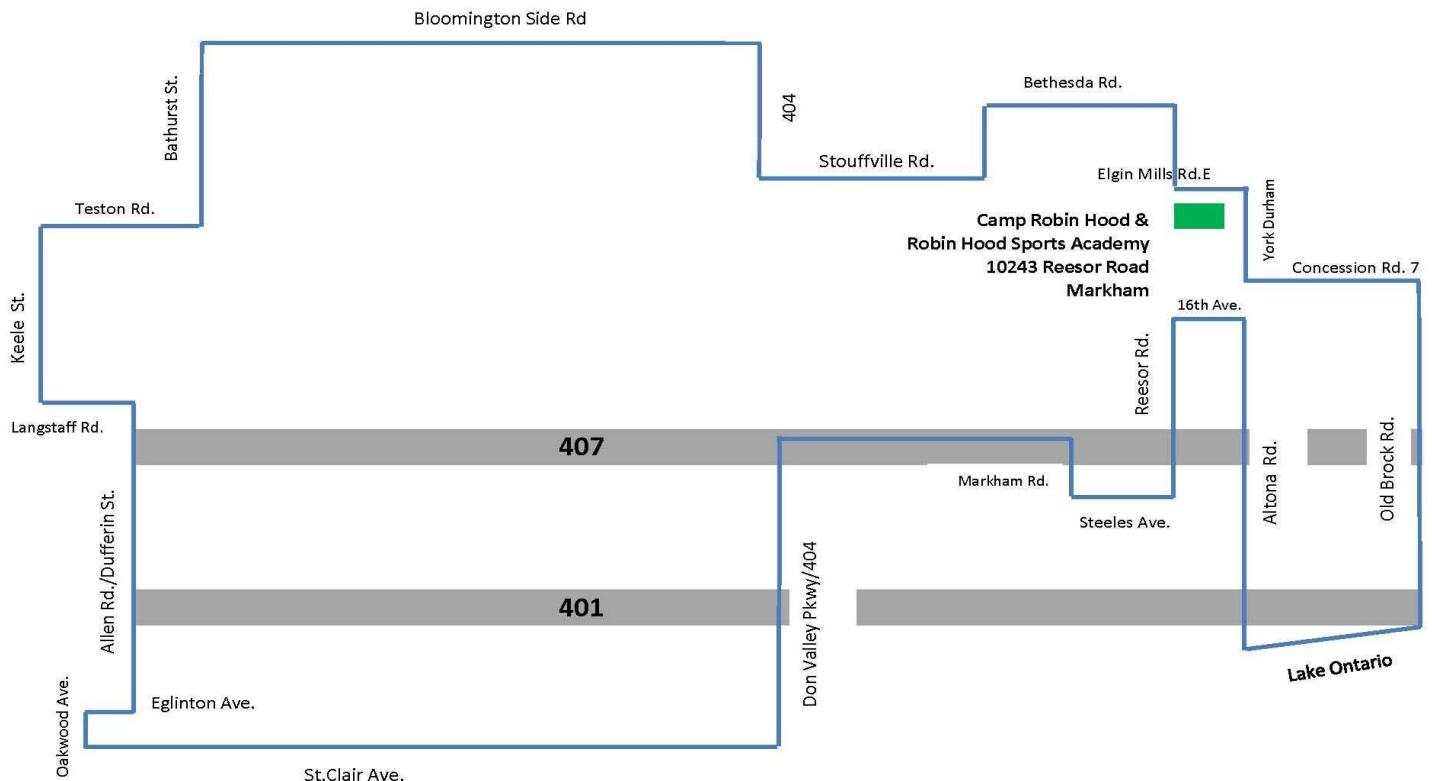 Bloomington Side Rd
Bathurst St.
404
Bethesda Rd.
Stouffville Rd.
Elgin Mills Rd.E
Teston Rd.
Camp Robin Hood &
Robin Hood Sports Academy
10243 Reesor Road
Markham
York Durham
Concession Rd. 7
16th Ave.
Keele St.
Reesor Rd.
Langstaff Rd.
407
Markham Rd.
Steeles Ave.
Altona Rd.
Old Brock Rd.
Allen Rd./Dufferin St.
401
Don Valley Pkwy/404
Lake Ontario
Oakwood Ave.
Eglinton Ave.
St.Clair Ave.